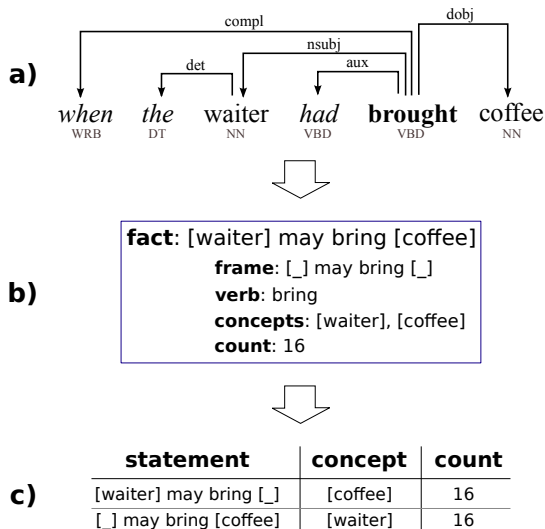 compl
dobj
nsubj
a)
det
aux
when the waiter had brought coffee
WRB DT NN VBD VBD NN
fact: [waiter] may bring [coffee]
frame: [_] may bring [_]
b)
verb: bring
concepts: [waiter], [coffee]
count: 16
statement concept count
[waiter] may bring [_] [coffee] 16
c)
[_] may bring [coffee] [waiter] 16